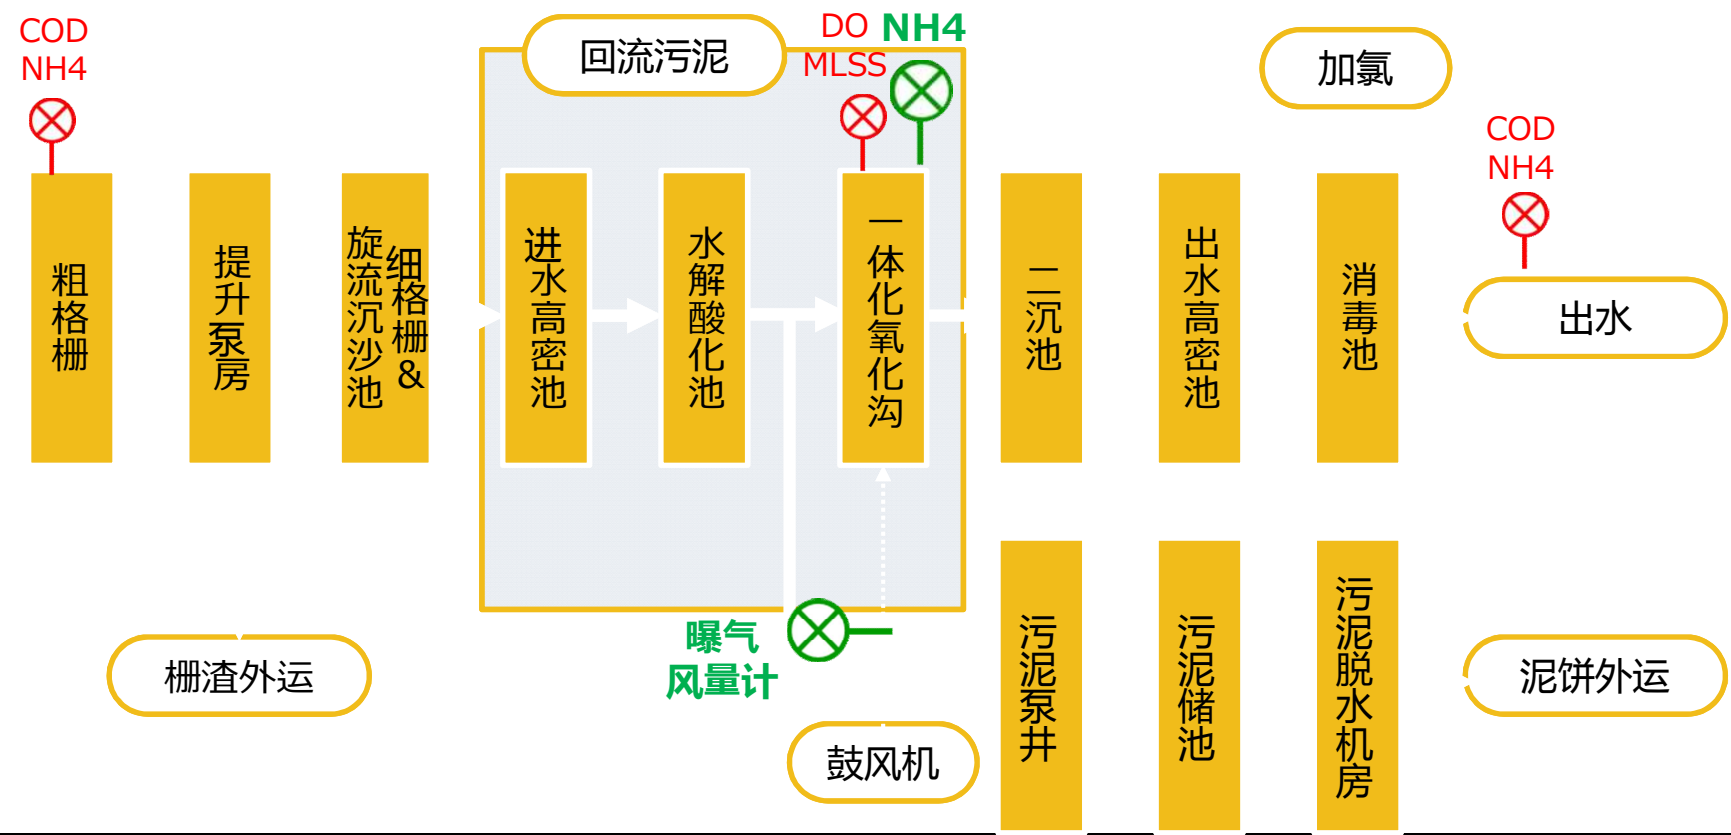 COD
NH4
回流污泥
DO
NH4
MLSS
加氯
COD
NH4
粗格栅
提升泵房
细格栅&
旋流沉沙池
进水高密池
水解酸化池
一体化氧化沟
二沉池
出水高密池
消毒池
出水
栅渣外运
曝气
风量计
鼓风机
污泥泵井
污泥储池
污泥脱水机房
泥饼外运